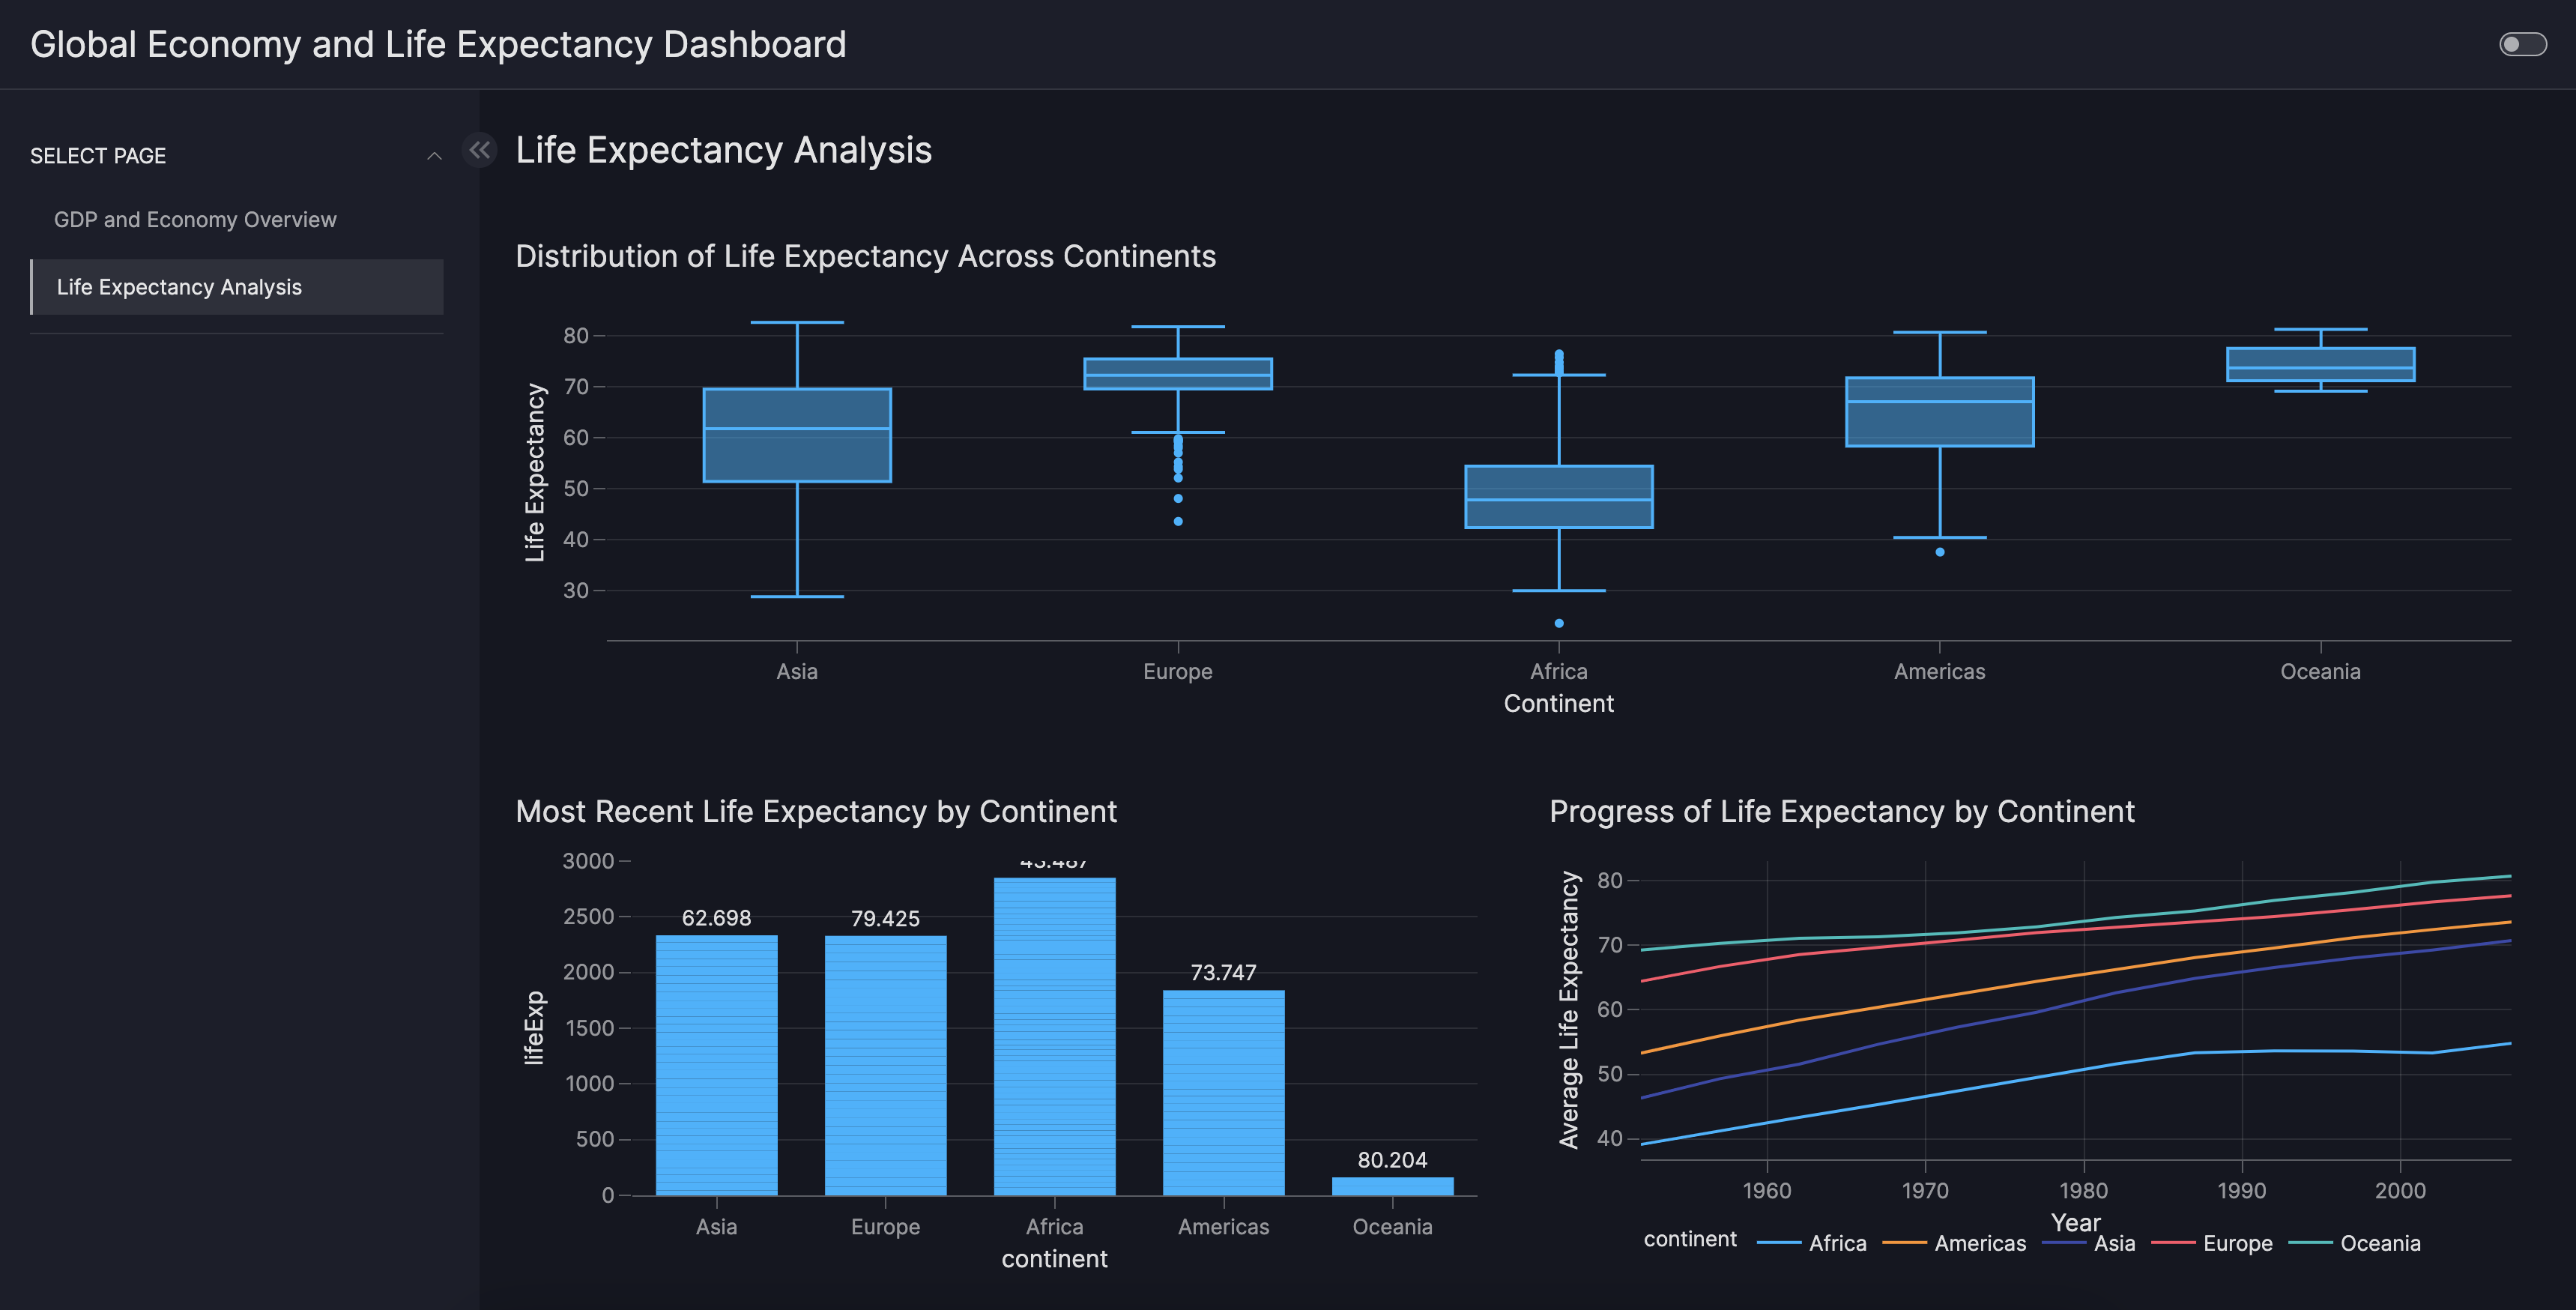 Global Economy and Life Expectancy Dashboard
SELECT PAGE
GDP and Economy Overview
Life Expectancy Analysis
Life Expectancy Analysis
Distribution of Life Expectancy Across Continents
Life Expectancy
80
70
60
50
40
30
Asia Europe Africa Americas Oceania
Continent
Most Recent Life Expectancy by Continent
lifeExp
3000
2500
2000
1500
1000
500
0
62.698 79.425 73.747 80.204
Asia Europe Africa Americas Oceania
continent
Progress of Life Expectancy by Continent
Average Life Expectancy
80
70
60
50
40
1960 1970 1980 1990 2000
Year
continent Africa Americas Asia Europe Oceania